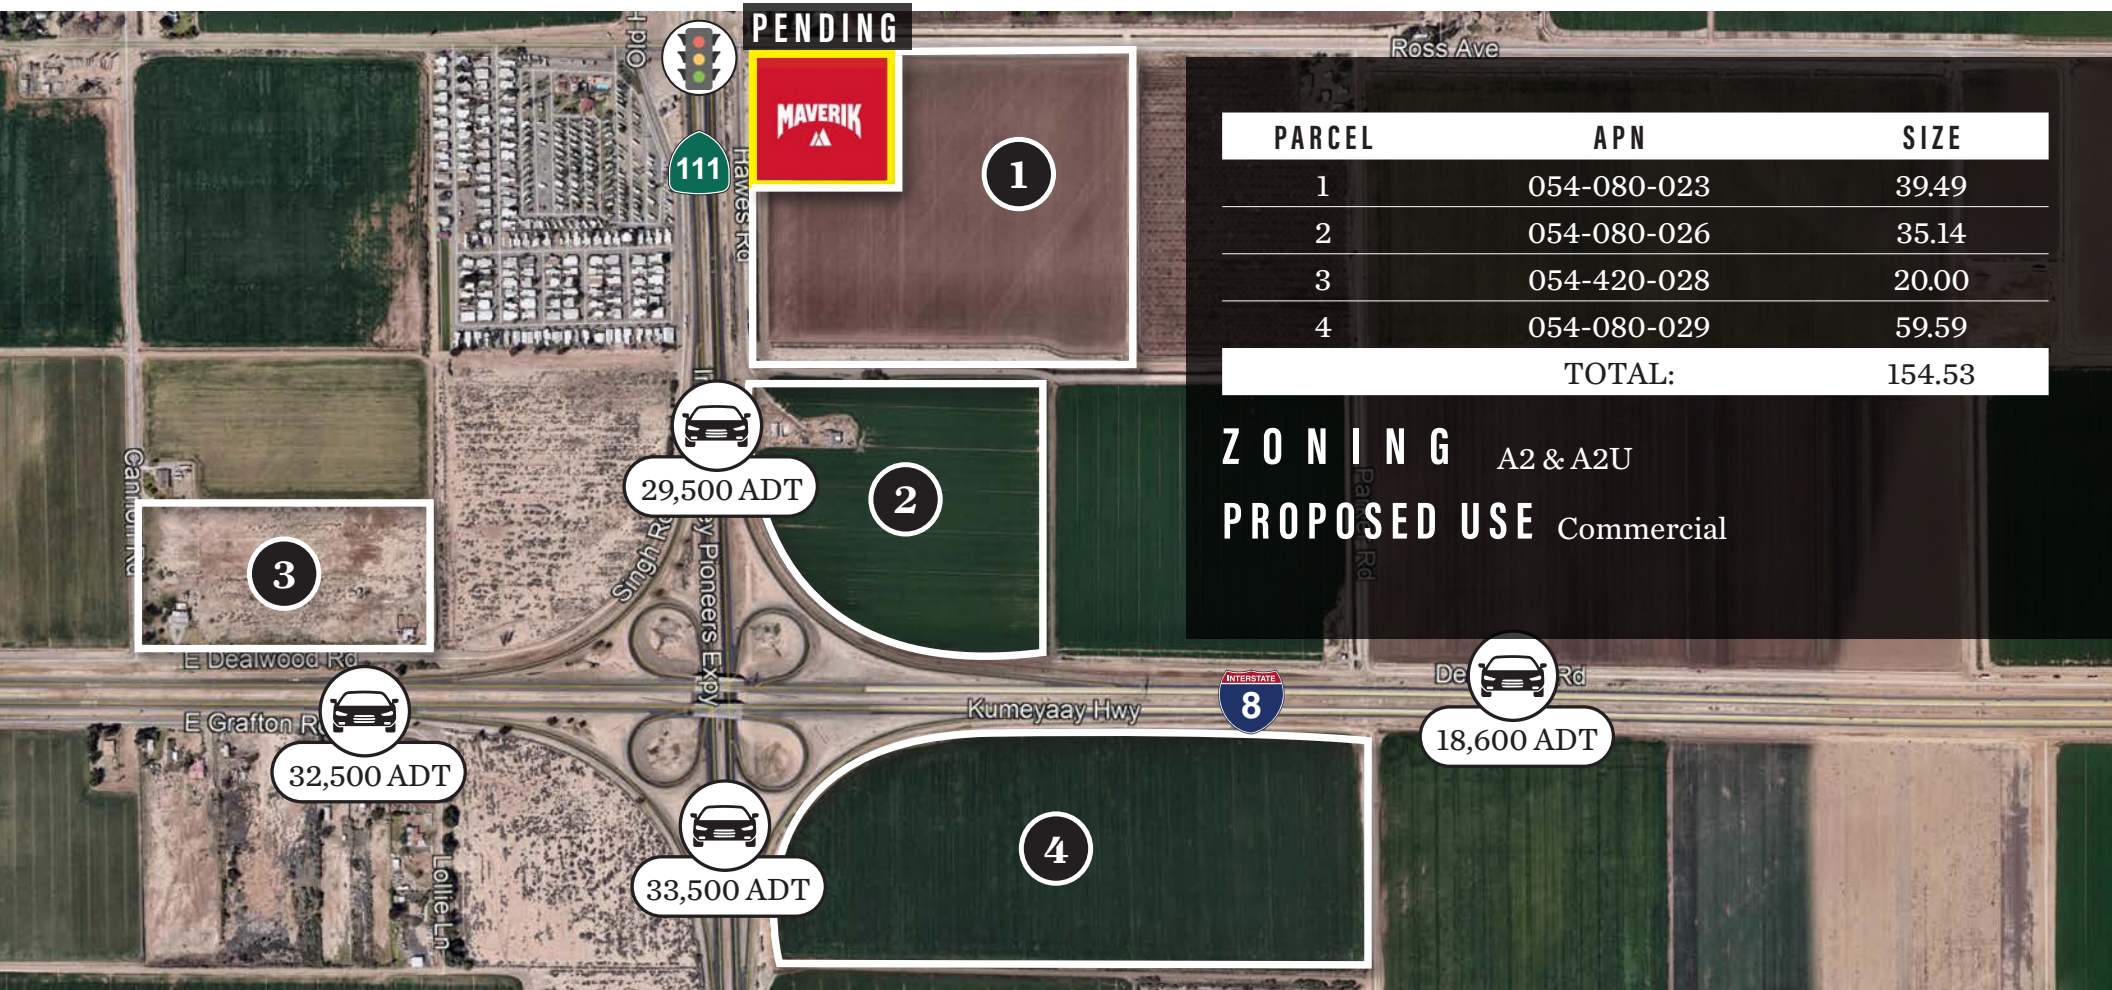 PENDING
Ross Ave
MAVERIK
111
1
PARCEL APN SIZE
1 054-080-023 39.49
2 054-080-026 35.14
3 054-420-028 20.00
4 054-080-029 59.59
TOTAL: 154.53
ZONING A2 & A2U
PROPOSED USE Commercial
29,500 ADT
2
3
Singh Rd
Pioneers Expy
E Dealwood Rd
INTERSTATE
8
Kumeyaay Hwy
Rd
18,600 ADT
E Grafton
32,500 ADT
33,500 ADT
4
Lollie Ln